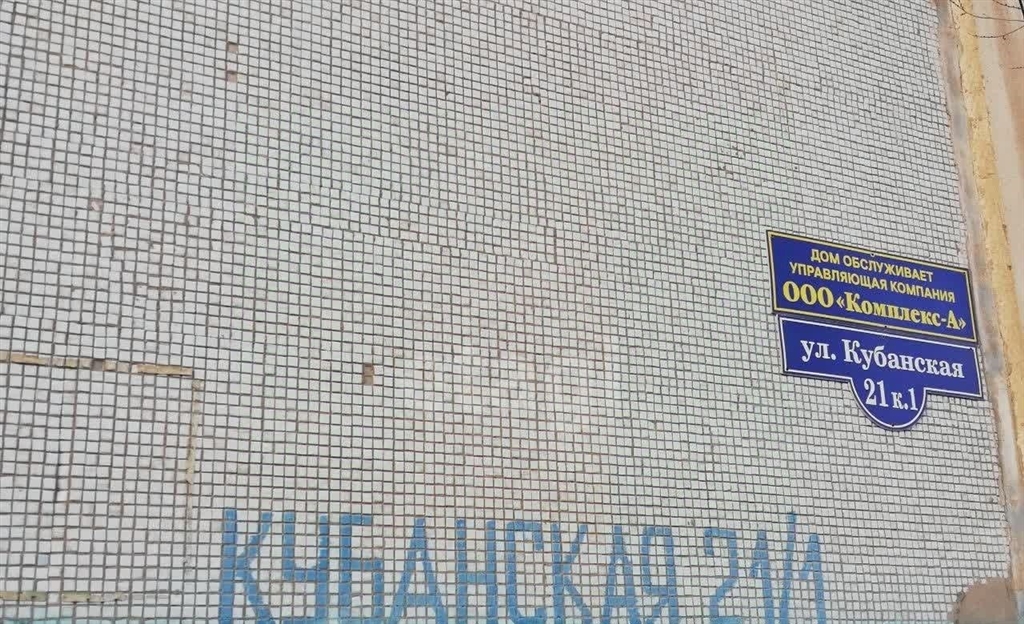 ДОМ ОБСЛУЖИВАЕТ
УПРАВЛЯЮЩАЯ КОМПАНИЯ
ООО «Комплекс-А»
ул. Кубанская
21 к.1
КУБАНСКАЯ 21/1